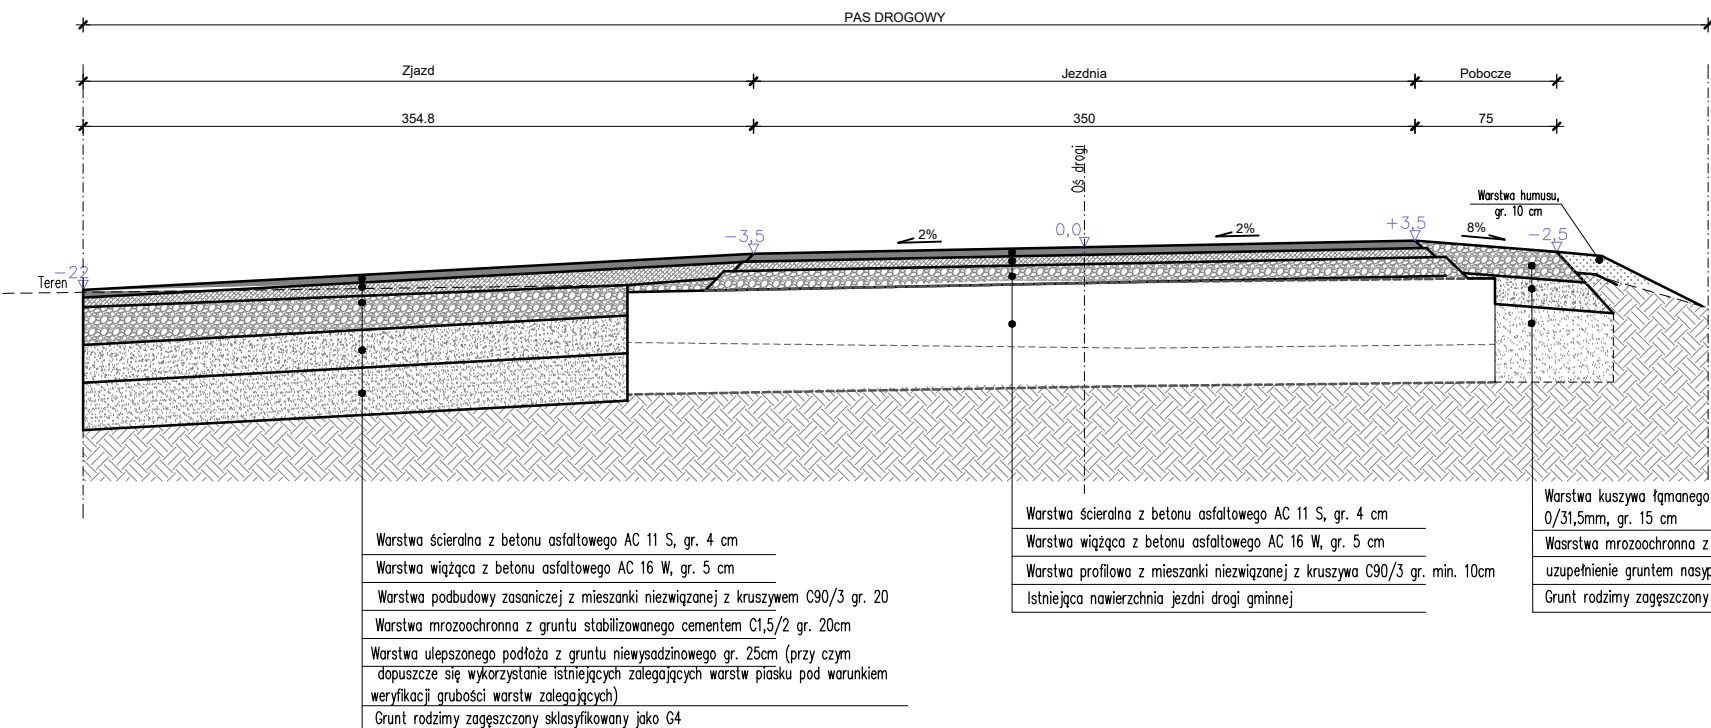 PAS DROGOWY
Zjazd
Jezdnia
Pobocze
354.8
350
75
Oś drogi
Warstwa humusu,
gr. 10 cm
-22
Teren
-3,5
2%
0,0
2%
+3,5
8%
-2,5
Warstwa ścieralna z betonu asfaltowego AC 11 S, gr. 4 cm
Warstwa wiążąca z betonu asfaltowego AC 16 W, gr. 5 cm
Warstwa podbudowy zasaniczej z mieszanki niezwiązanej z kruszywem C90/3 gr. 20
Warstwa mrozoochronna z gruntu stabilizowanego cementem C1,5/2 gr. 20cm
Warstwa ulepszonego podłoża z gruntu niewysadzinowego gr. 25cm (przy czym
dopuszcze się wykorzystanie istniejących zalegających warstw piasku pod warunkiem
weryfikacji grubości warstw zalegających)
Grunt rodzimy zagęszczony sklasyfikowany jako G4
Warstwa ścieralna z betonu asfaltowego AC 11 S, gr. 4 cm
Warstwa wiążąca z betonu asfaltowego AC 16 W, gr. 5 cm
Warstwa profilowa z mieszanki niezwiązanej z kruszywa C90/3 gr. min. 10cm
Istniejąca nawierzchnia jezdni drogi gminnej
Warstwa kuszywa łąmanego
0/31,5mm, gr. 15 cm
Wasrstwa mrozoochronna z
uzupełnienie gruntem nasyp
Grunt rodzimy zagęszczony